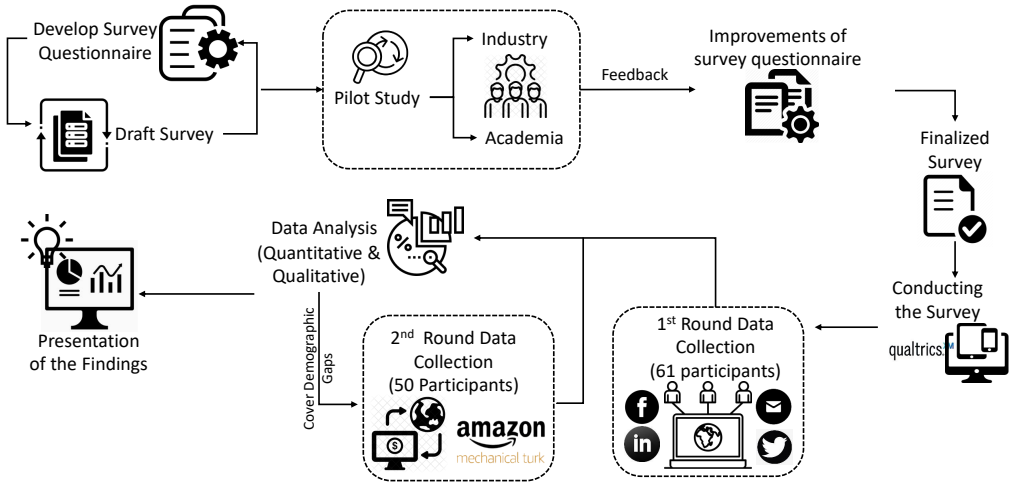 Develop Survey
Questionnaire
Draft Survey
Pilot Study
Industry
Academia
Feedback
Improvements of
survey questionnaire
Finalized
Survey
Conducting
the Survey
qualtrics.™
1st Round Data
Collection
(61 participants)
f
in
Data Analysis
(Quantitative &
Qualitative)
%
Cover Demographic
Gaps
2nd Round Data
Collection
(50 Participants)
$
amazon
mechanical turk
Presentation
of the Findings